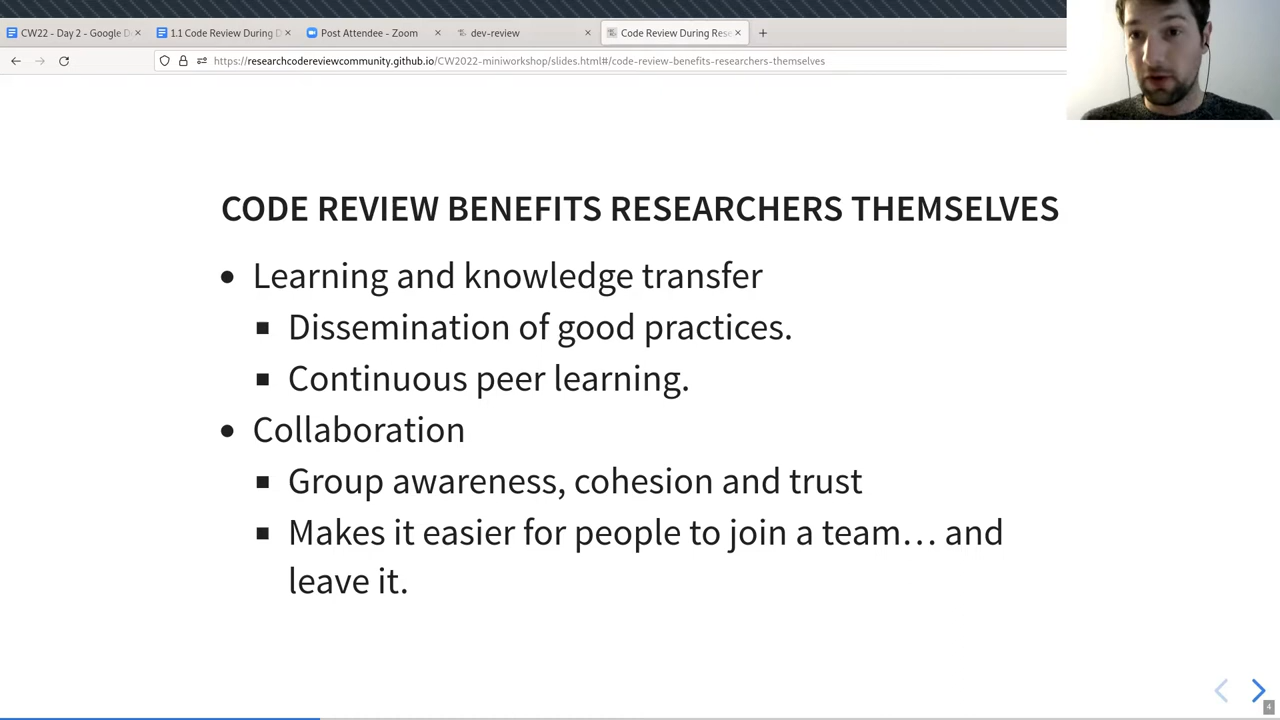 CW22 - Day 2 - Google D
1.1 Code Review During D
Post Attendee - Zoom
dev-review
Code Review During Rese
https://researchcodereviewcommunity.github.io/CW2022-miniworkshop/slides.html#/code-review-benefits-researchers-themselves
CODE REVIEW BENEFITS RESEARCHERS THEMSELVES
Learning and knowledge transfer
Dissemination of good practices.
Continuous peer learning.
Collaboration
Group awareness, cohesion and trust
Makes it easier for people to join a team… and
leave it.
4